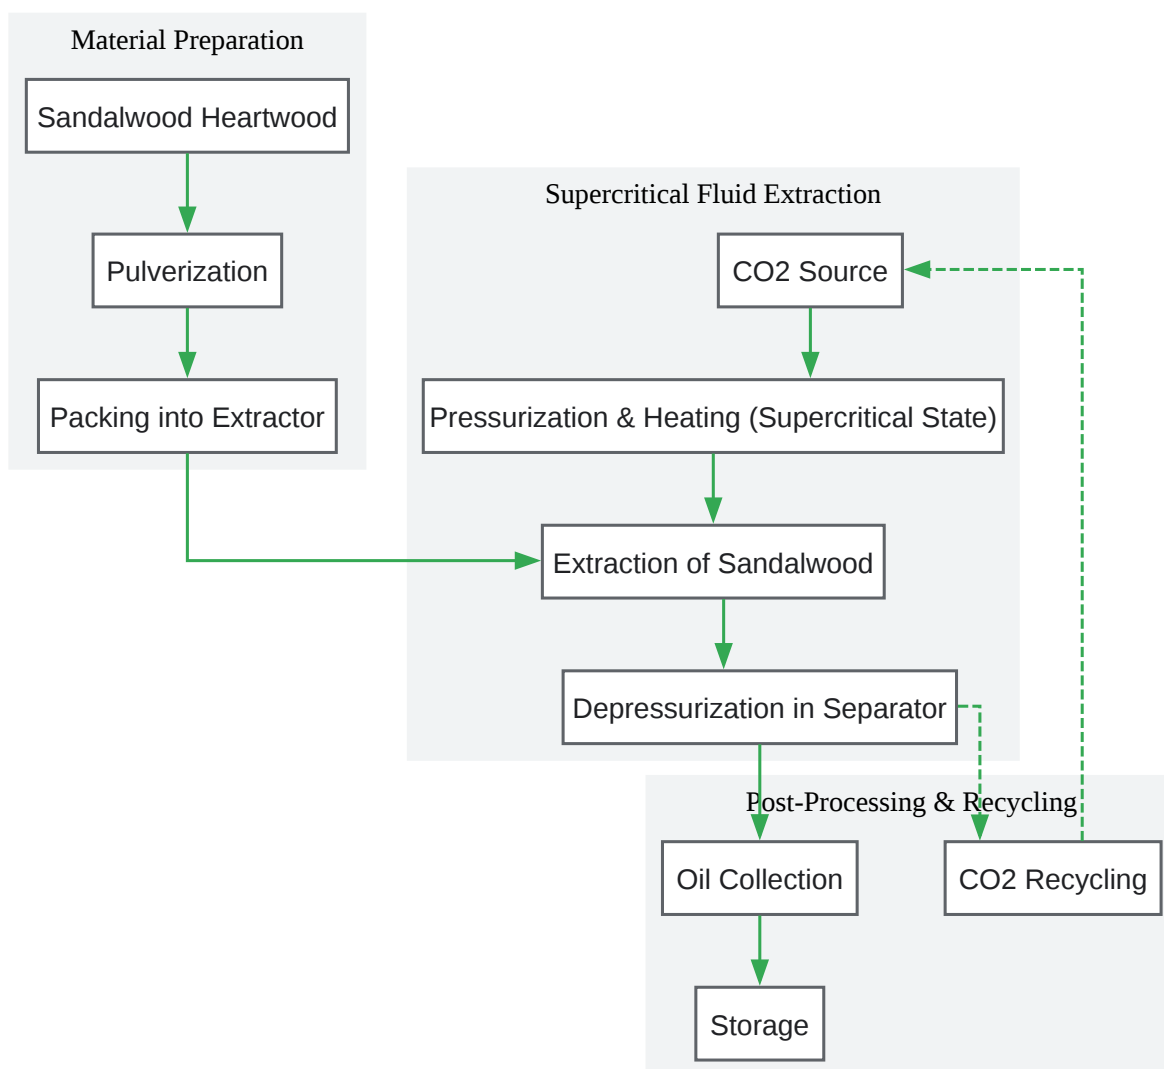 Material Preparation
Sandalwood Heartwood
Pulverization
Packing into Extractor
Supercritical Fluid Extraction
CO2 Source
Pressurization & Heating (Supercritical State)
Extraction of Sandalwood
Depressurization in Separator
Post-Processing & Recycling
Oil Collection
CO2 Recycling
Storage